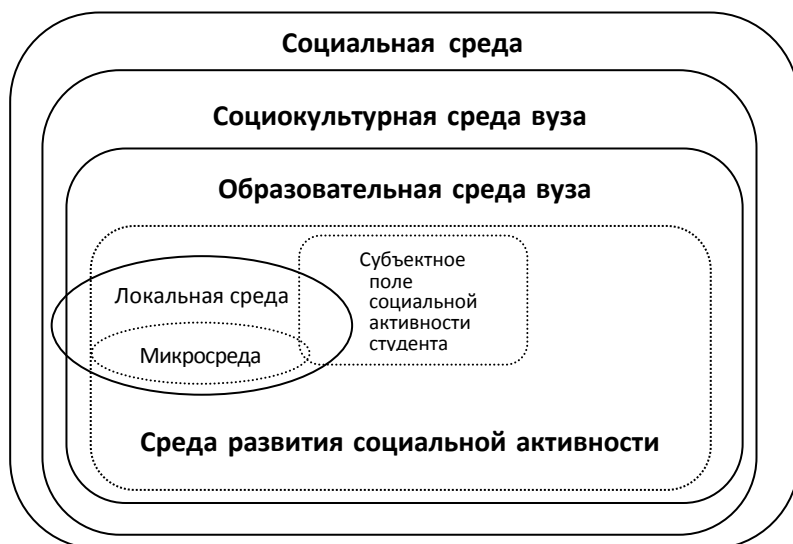 Социальная среда
Социокультурная среда вуза
Образовательная среда вуза
Субъектное
поле
социальной
активности
студента
Локальная среда
Микросреда
Среда развития социальной активности